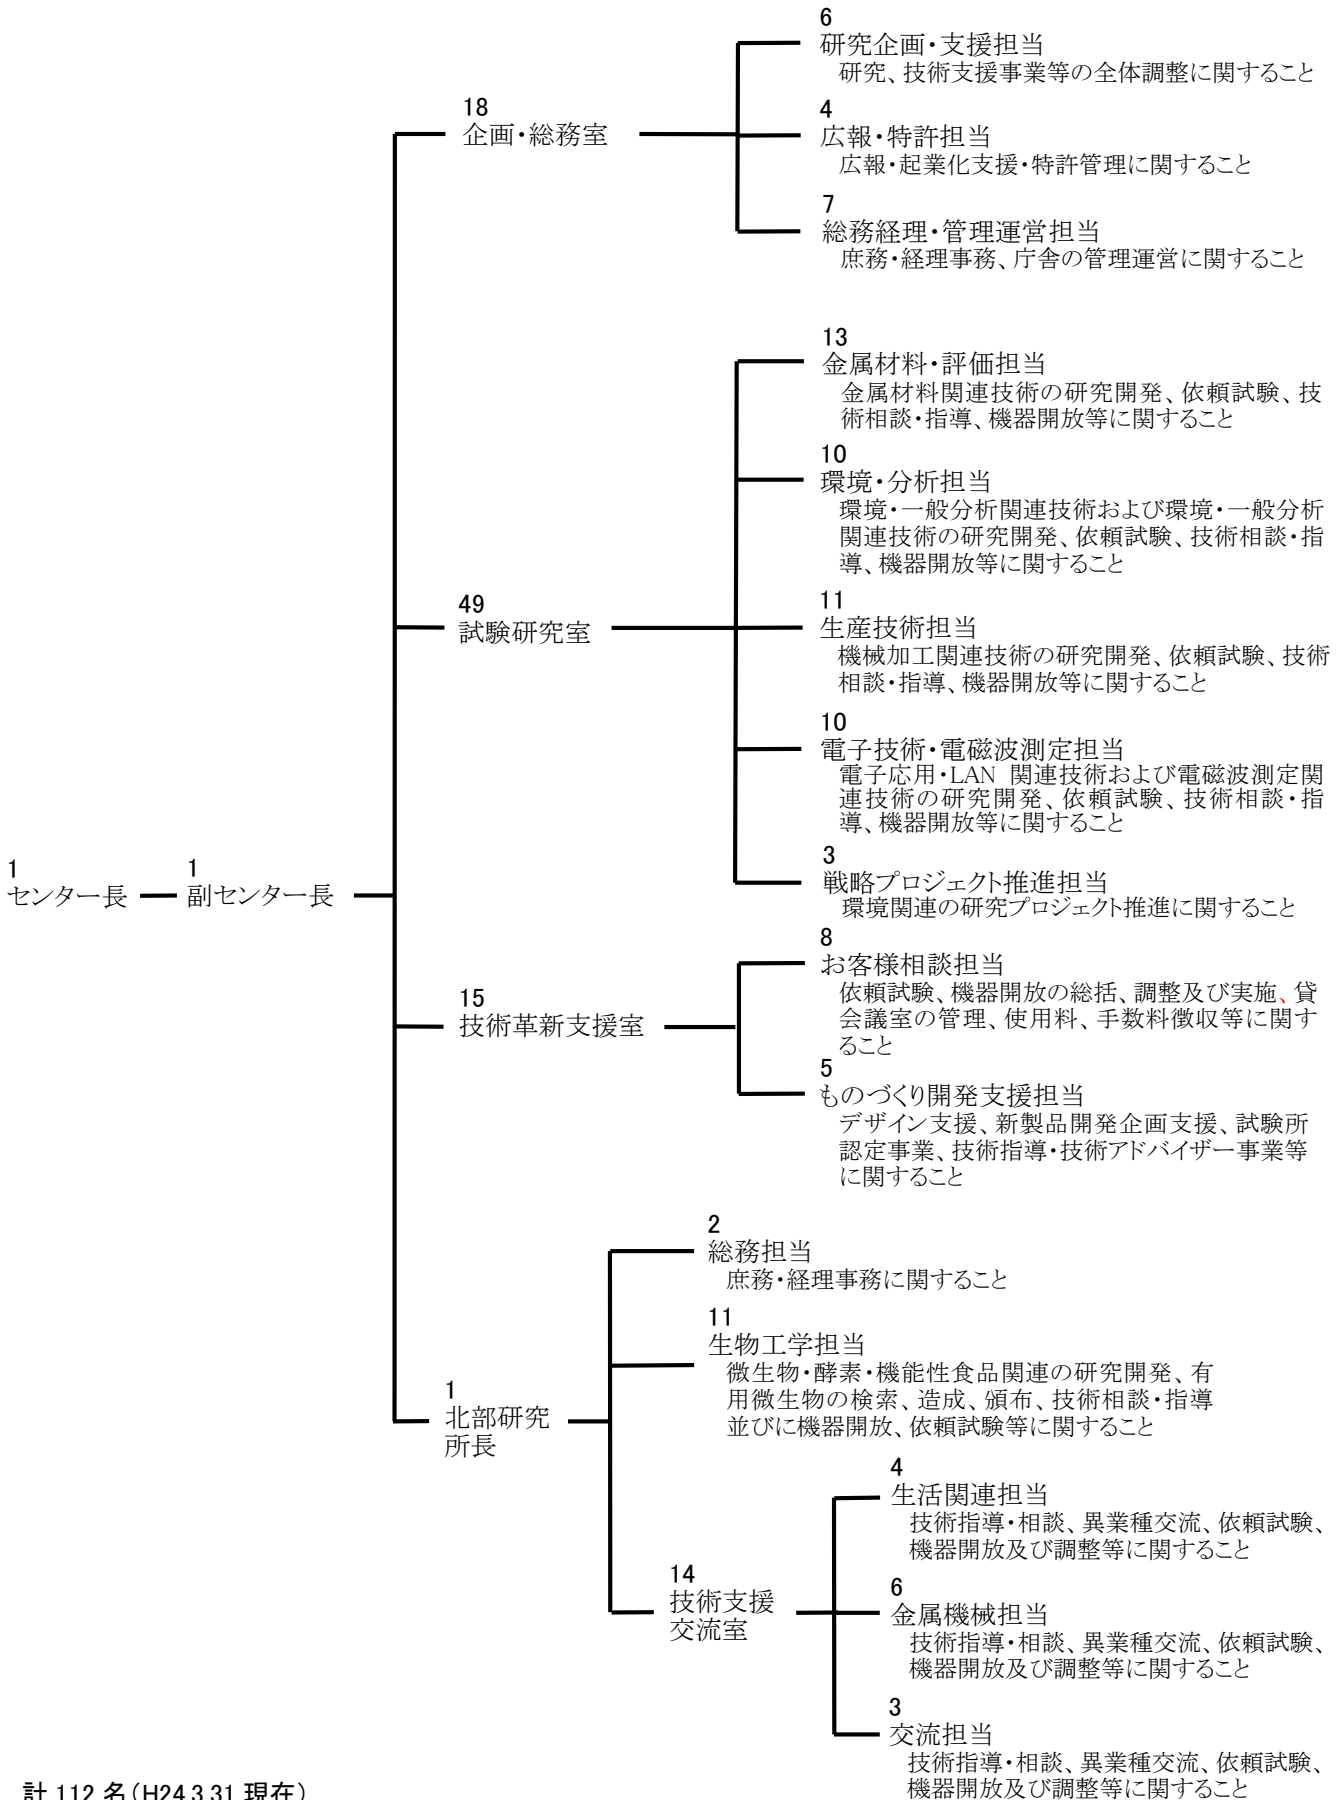 1
センター長
1
副センター長
18
企画・総務室
6
研究企画・支援担当
研究、技術支援事業等の全体調整に関すること
4
広報・特許担当
広報・起業化支援・特許管理に関すること
7
総務経理・管理運営担当
庶務・経理事務、庁舎の管理運営に関すること
49
試験研究室
13
金属材料・評価担当
金属材料関連技術の研究開発、依頼試験、技
術相談・指導、機器開放等に関すること
10
環境・分析担当
環境・一般分析関連技術および環境・一般分析
関連技術の研究開発、依頼試験、技術相談・指
導、機器開放等に関すること
11
生産技術担当
機械加工関連技術の研究開発、依頼試験、技術
相談・指導、機器開放等に関すること
10
電子技術・電磁波測定担当
電子応用・LAN 関連技術および電磁波測定関
連技術の研究開発、依頼試験、技術相談・指
導、機器開放等に関すること
3
戦略プロジェクト推進担当
環境関連の研究プロジェクト推進に関すること
15
技術革新支援室
8
お客様相談担当
依頼試験、機器開放の総括、調整及び実施、貸
会議室の管理、使用料、手数料徴収等に関す
ること
5
ものづくり開発支援担当
デザイン支援、新製品開発企画支援、試験所
認定事業、技術指導・技術アドバイザー事業等
に関すること
1
北部研究
所長
2
総務担当
庶務・経理事務に関すること
11
生物工学担当
微生物・酵素・機能性食品関連の研究開発、有
用微生物の検索、造成、頒布、技術相談・指導
並びに機器開放、依頼試験等に関すること
14
技術支援
交流室
4
生活関連担当
技術指導・相談、異業種交流、依頼試験、
機器開放及び調整等に関すること
6
金属機械担当
技術指導・相談、異業種交流、依頼試験、
機器開放及び調整等に関すること
3
交流担当
技術指導・相談、異業種交流、依頼試験、
機器開放及び調整等に関すること
計 112 名(H24.3.31 現在)